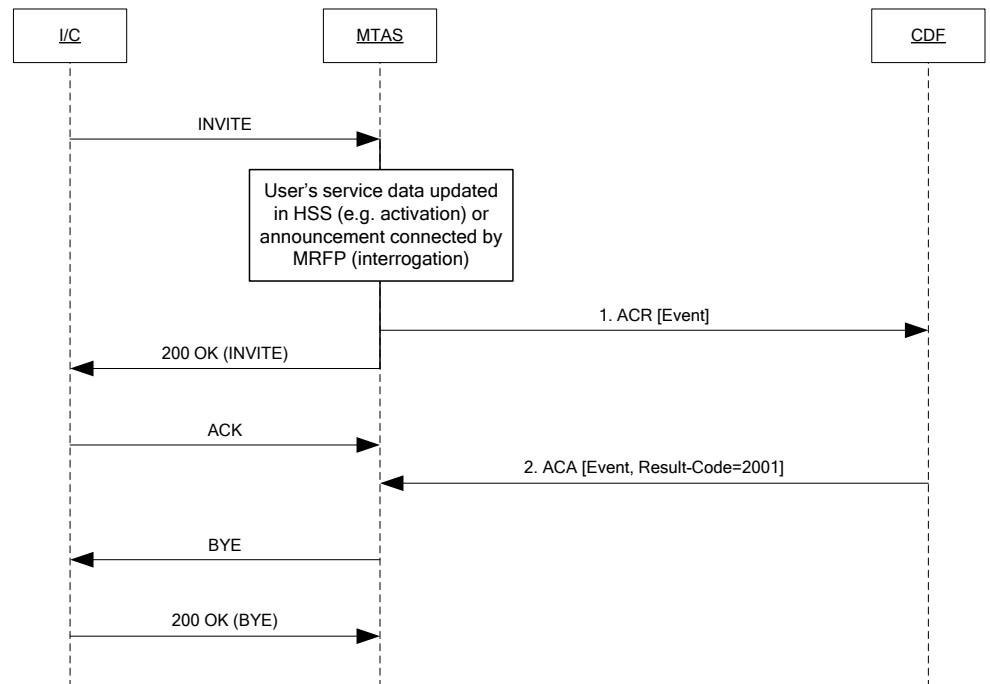 I/C
MTAS
CDF
INVITE
User's service data updated
in HSS (e.g. activation) or
announcement connected by
MRFP (interrogation)
1. ACR [Event]
200 OK (INVITE)
ACK
2. ACA [Event, Result-Code=2001]
BYE
200 OK (BYE)